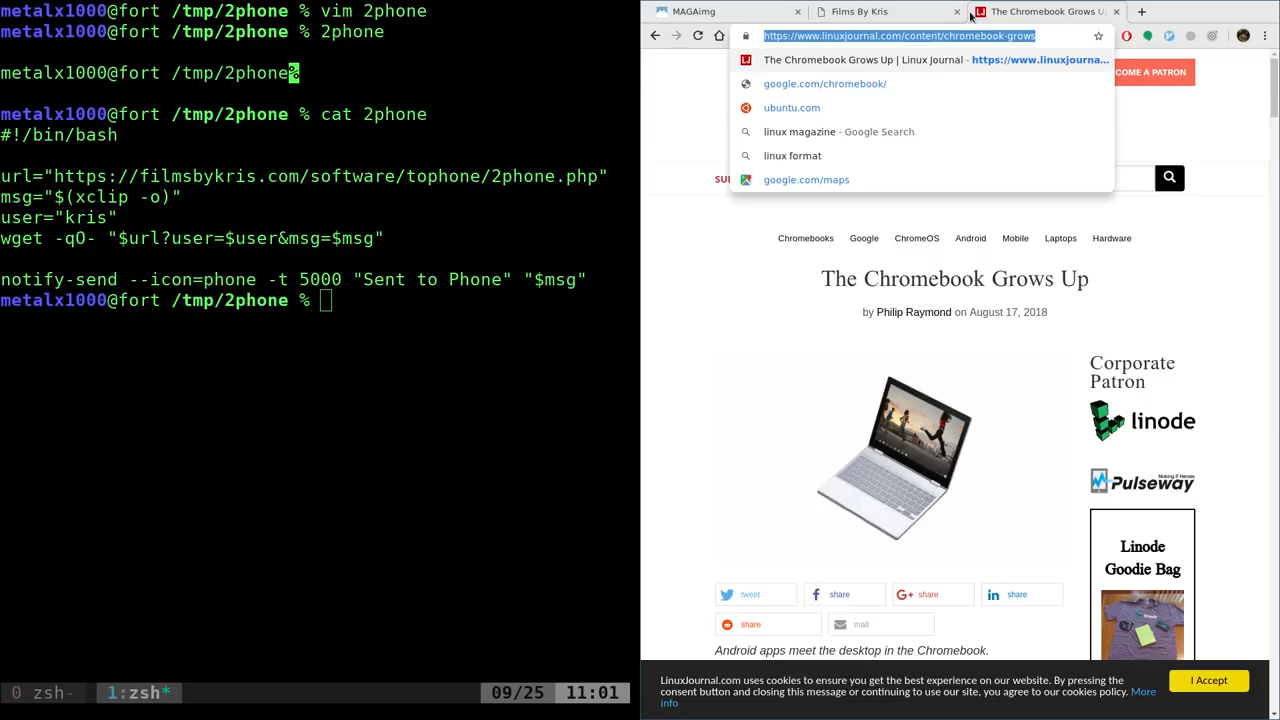 metalx1000@fort /tmp/2phone % vim 2phone
metalx1000@fort /tmp/2phone % 2phone
metalx1000@fort /tmp/2phone%
metalx1000@fort /tmp/2phone % cat 2phone
#!/bin/bash
url="https://filmsbykris.com/software/tophone/2phone.php"
msg="$(xclip -o)"
user="kris"
wget -qO- "$url?user=$user&msg=$msg"
notify-send --icon=phone -t 5000 "Sent to Phone" "$msg"
metalx1000@fort /tmp/2phone %
0 zsh- 1:zsh* 09/25 11:01
MAGAimg
Films By Kris
The Chromebook Grows U
https://www.linuxjournal.com/content/chromebook-grows
The Chromebook Grows Up | Linux Journal - https://www.linuxjourna...
google.com/chromebook/
ubuntu.com
linux magazine - Google Search
linux format
google.com/maps
COME A PATRON
Chromebooks Google ChromeOS Android Mobile Laptops Hardware
The Chromebook Grows Up
by Philip Raymond on August 17, 2018
Corporate
Patron
linode
Pulseway
Linode
Goodie Bag
tweet share share share
share mail
Android apps meet the desktop in the Chromebook.
LinuxJournal.com uses cookies to ensure you get the best experience on our website. By pressing the
consent button and closing this message or continuing to use our site, you agree to our cookies policy. More
info
I Accept